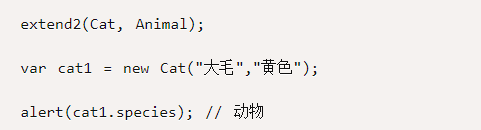 extend2(Cat, Animal);
var cat1 = new Cat("大毛","黄色");
alert(cat1.species); // 动物